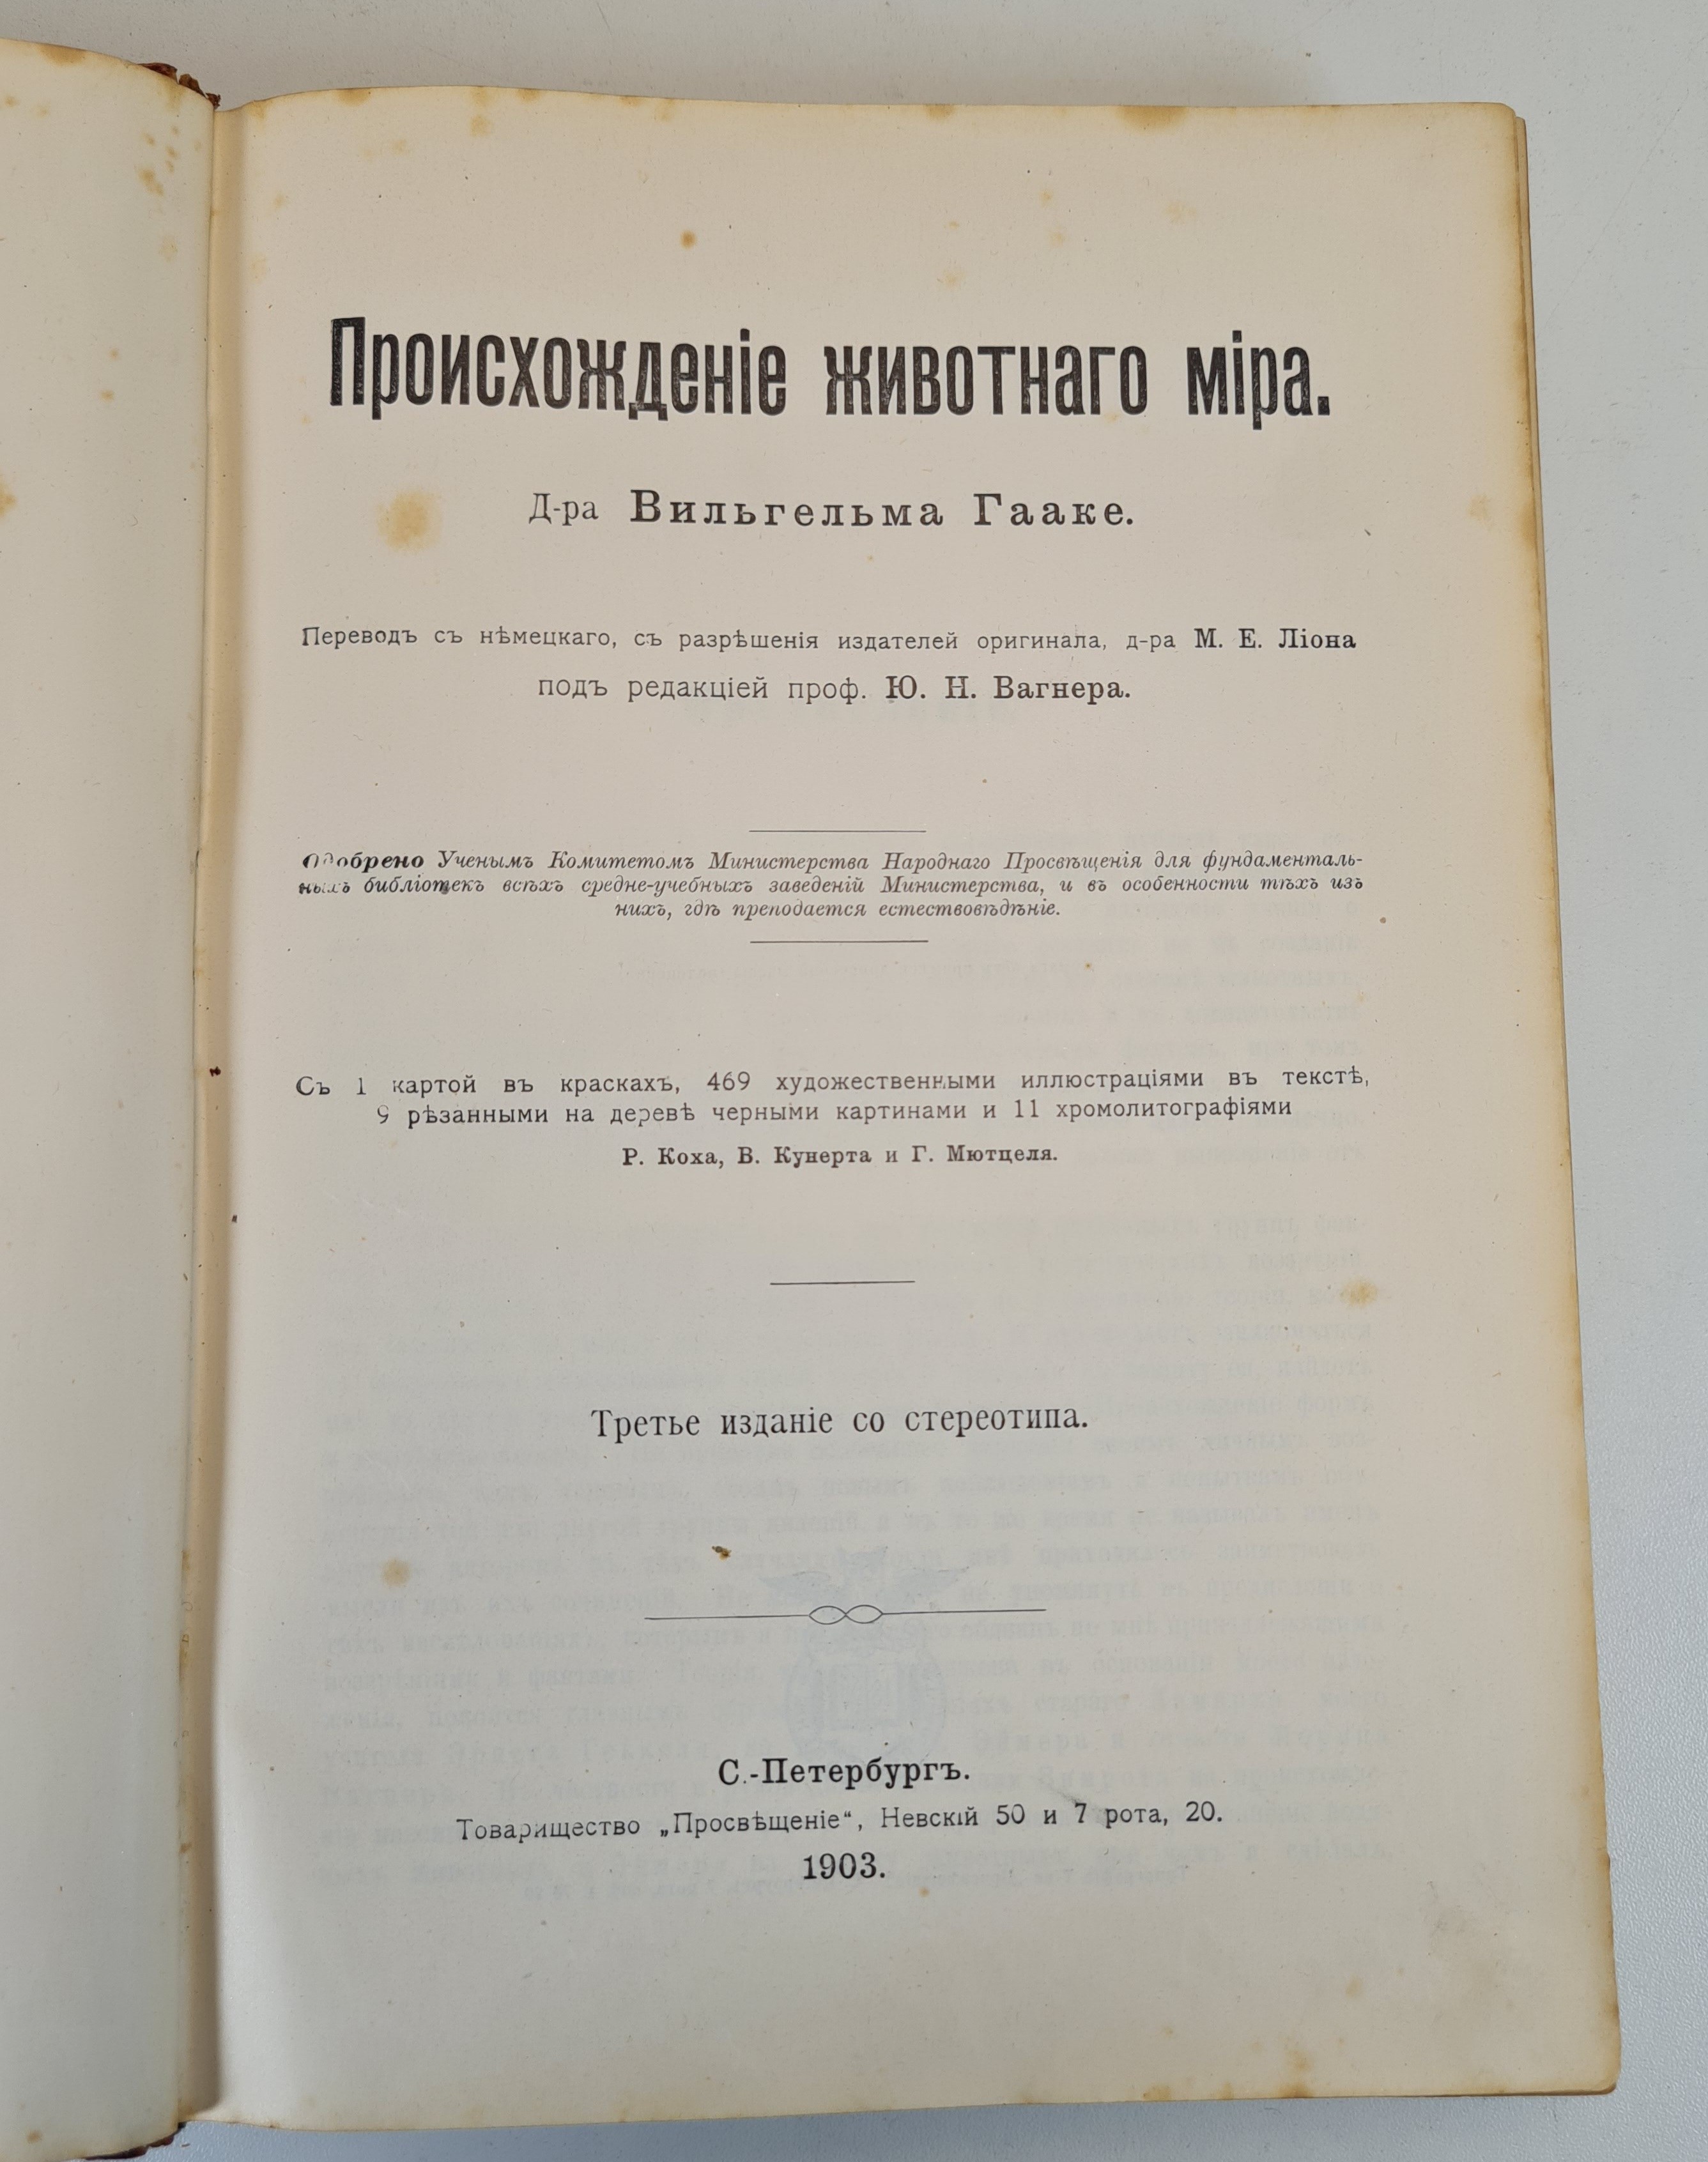 Происхожденіе животнаго міра.
Д-ра Вильгельма Гааке.
Переводъ съ нѣмецкаго, съ разрѣшенія издателей оригинала, д-ра М. Е. Ліона
подъ редакціей проф. Ю. Н. Вагнера.
Одобрено Ученымъ Комитетомъ Министерства Народнаго Просвѣщенія для фундаменталь-
ныхъ библіотекъ всѣхъ средне-учебныхъ заведеній Министерства, и въ особенности тѣхъ изъ
нихъ, гдѣ преподается естествовѣдѣніе.
Съ 1 картой въ краскахъ, 469 художественными иллюстраціями въ текстѣ,
9 рѣзанными на деревѣ черными картинами и 11 хромолитографіями
Р. Коха, В. Кунерта и Г. Мютцеля.
Третье изданіе со стереотипа.
С.-Петербургъ.
Товарищество „Просвѣщеніе“, Невскій 50 и 7 рота, 20.
1903.